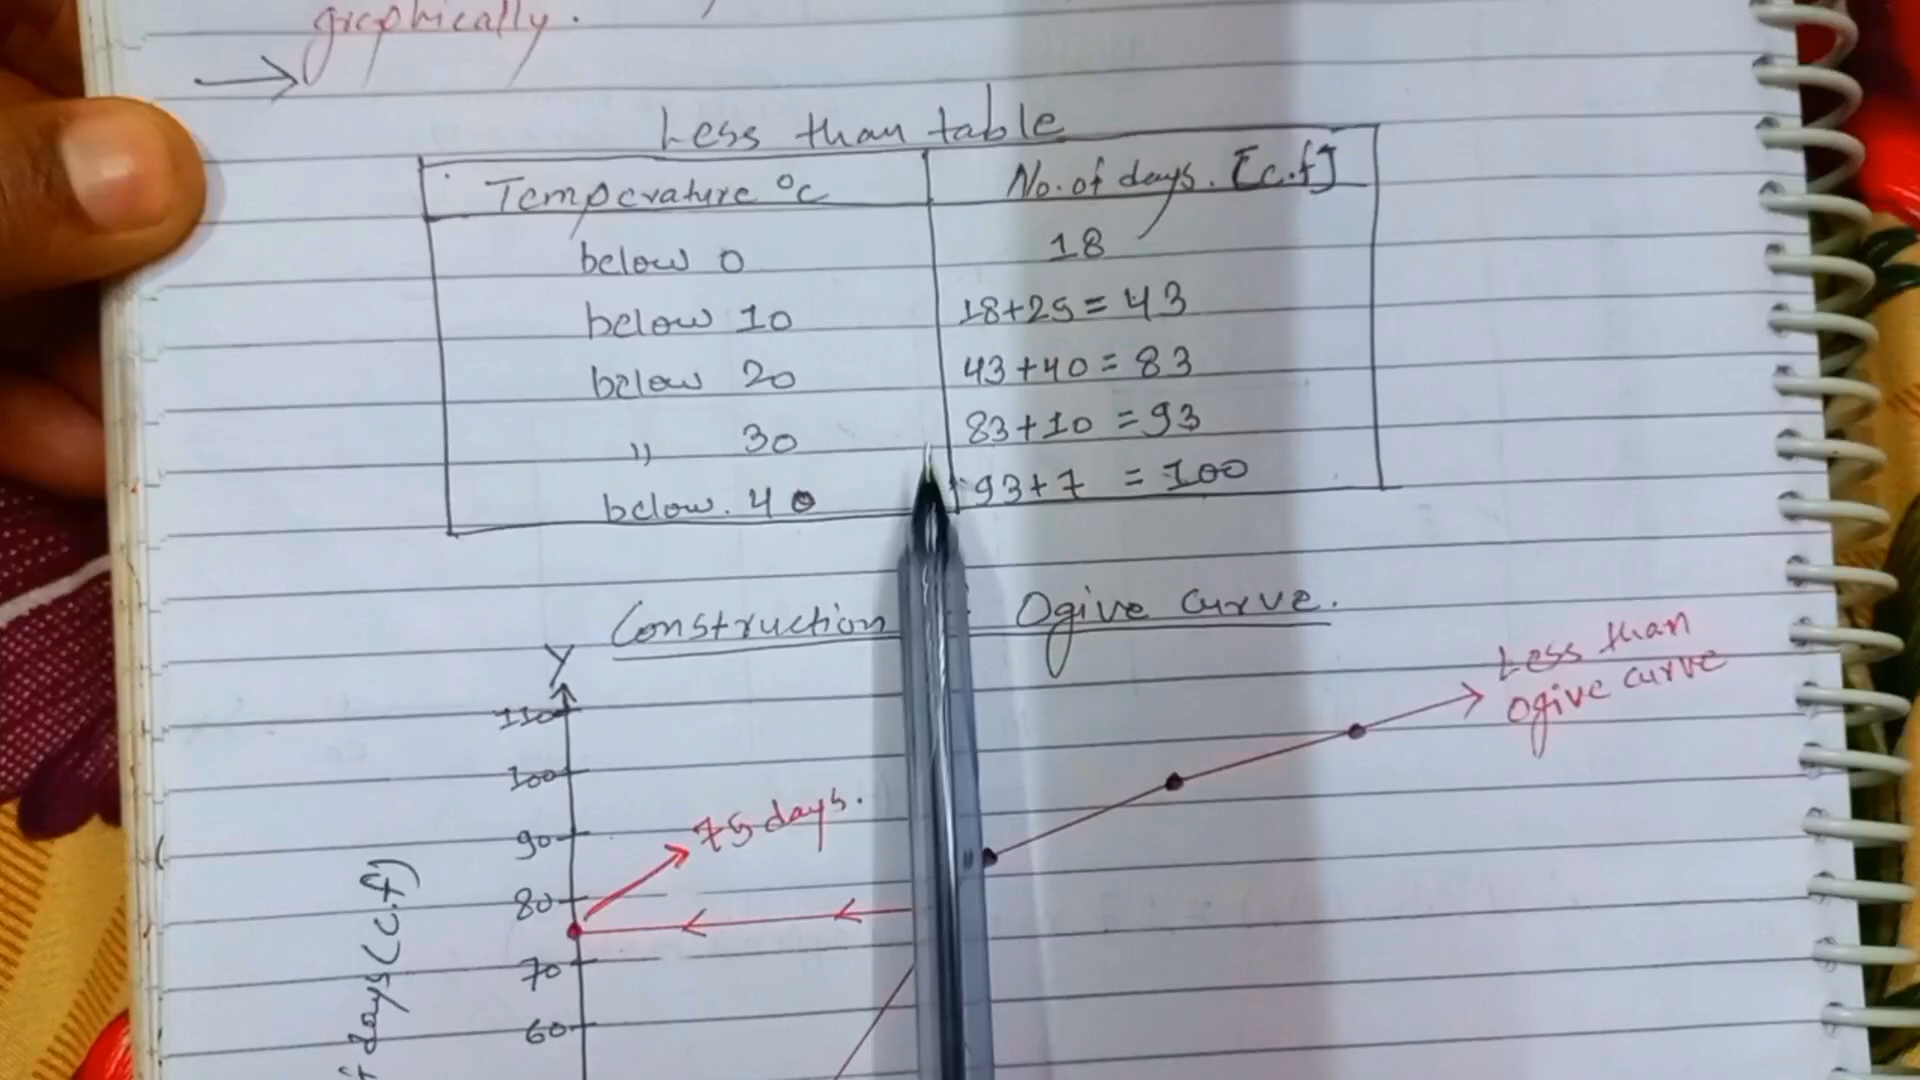 graphically.
Less than table
Temperature °C No. of days. [c.f]
below 0 18
below 10 18+25 = 43
below 20 43+40 = 83
" 30 83+10 = 93
below. 40 93+7 = 100
Construction Ogive curve.
Y
Less than
ogive curve
110
100
75 days.
90
80
70
60
days (c.f)